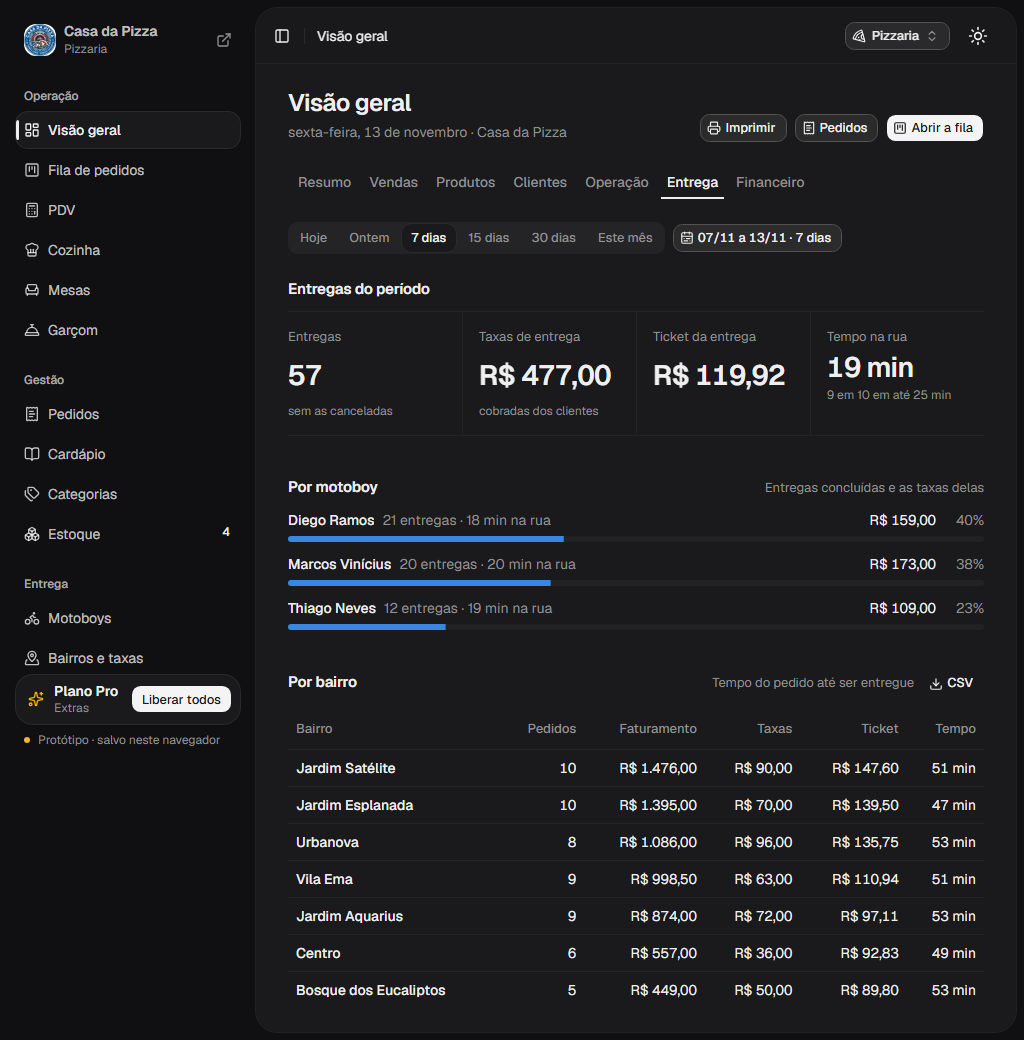 Casa da Pizza
Pizzaria
Operação
Visão geral
Fila de pedidos
PDV
Cozinha
Mesas
Garçom
Gestão
Pedidos
Cardápio
Categorias
Estoque 4
Entrega
Motoboys
Bairros e taxas
Plano Pro
Extras
Liberar todos
Protótipo · salvo neste navegador
Visão geral
Pizzaria
Visão geral
sexta-feira, 13 de novembro · Casa da Pizza
Imprimir Pedidos Abrir a fila
Resumo Vendas Produtos Clientes Operação Entrega Financeiro
Hoje Ontem 7 dias 15 dias 30 dias Este mês 07/11 a 13/11 · 7 dias
Entregas do período
Entregas
57
sem as canceladas
Taxas de entrega
R$ 477,00
cobradas dos clientes
Ticket da entrega
R$ 119,92
Tempo na rua
19 min
9 em 10 em até 25 min
Por motoboy Entregas concluídas e as taxas delas
Diego Ramos 21 entregas · 18 min na rua R$ 159,00 40%
Marcos Vinícius 20 entregas · 20 min na rua R$ 173,00 38%
Thiago Neves 12 entregas · 19 min na rua R$ 109,00 23%
Por bairro Tempo do pedido até ser entregue CSV
Bairro Pedidos Faturamento Taxas Ticket Tempo
Jardim Satélite 10 R$ 1.476,00 R$ 90,00 R$ 147,60 51 min
Jardim Esplanada 10 R$ 1.395,00 R$ 70,00 R$ 139,50 47 min
Urbanova 8 R$ 1.086,00 R$ 96,00 R$ 135,75 53 min
Vila Ema 9 R$ 998,50 R$ 63,00 R$ 110,94 51 min
Jardim Aquarius 9 R$ 874,00 R$ 72,00 R$ 97,11 53 min
Centro 6 R$ 557,00 R$ 36,00 R$ 92,83 49 min
Bosque dos Eucaliptos 5 R$ 449,00 R$ 50,00 R$ 89,80 53 min